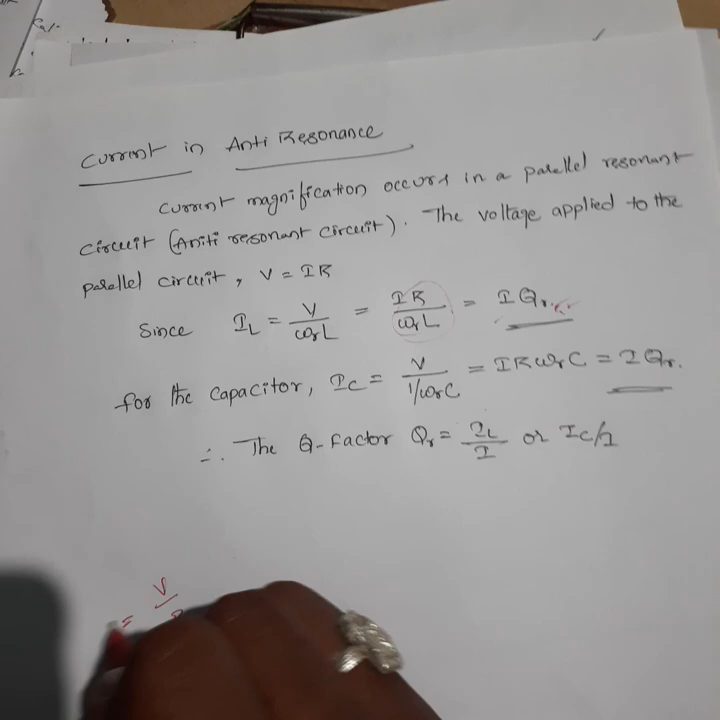 Current in Anti Resonance
Current magnification occurs in a parallel resonant
circuit (Aniti resonant circuit). The voltage applied to the
parallel circuit, V = IR
Since I_L = V/ω_rL = IR/ω_rL = IQ_r.
for the capacitor, I_C = V/1/ω_rC = IRω_rC = IQ_r.
∴ The Q-factor Q_r = I_L/I or I_C/I
= V/